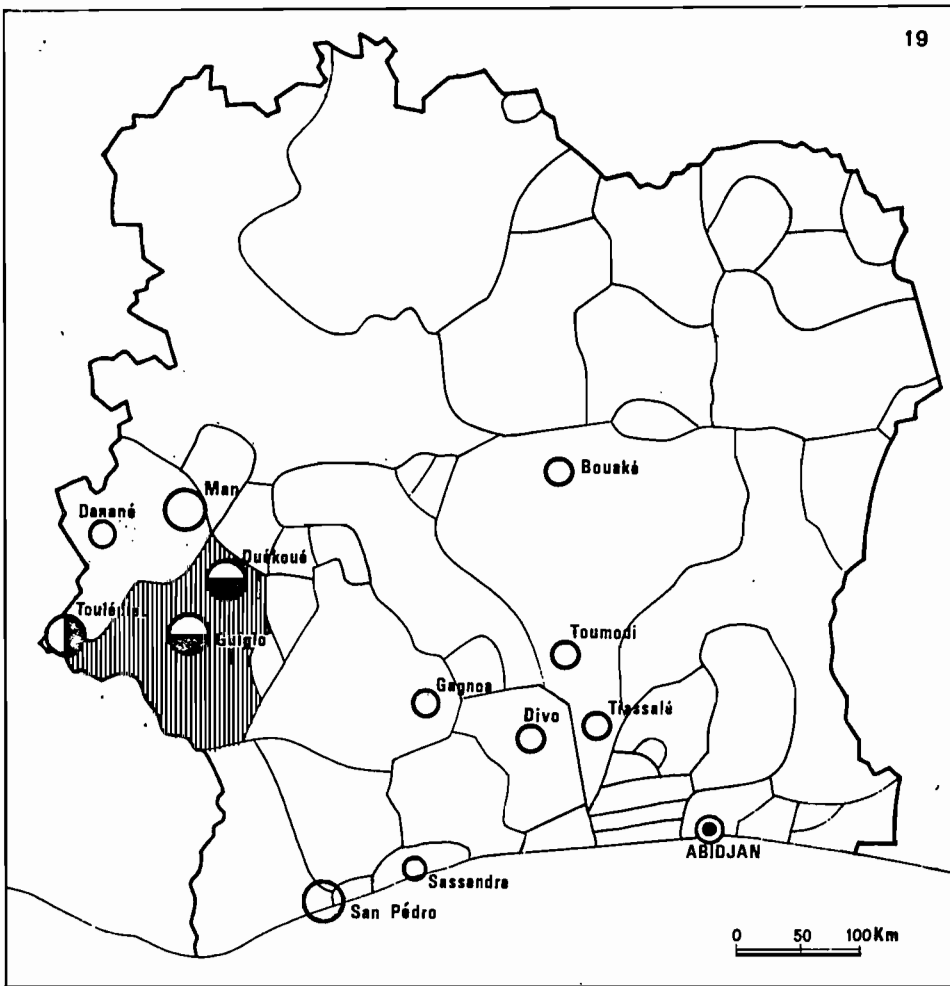 19
Bouaké
Man
Danané
Duékoué
Guiglo
Toumodi
Gagnoa
Divo
Tiassalé
ABIDJAN
Sassandra
San Pédro
0 50 100 Km